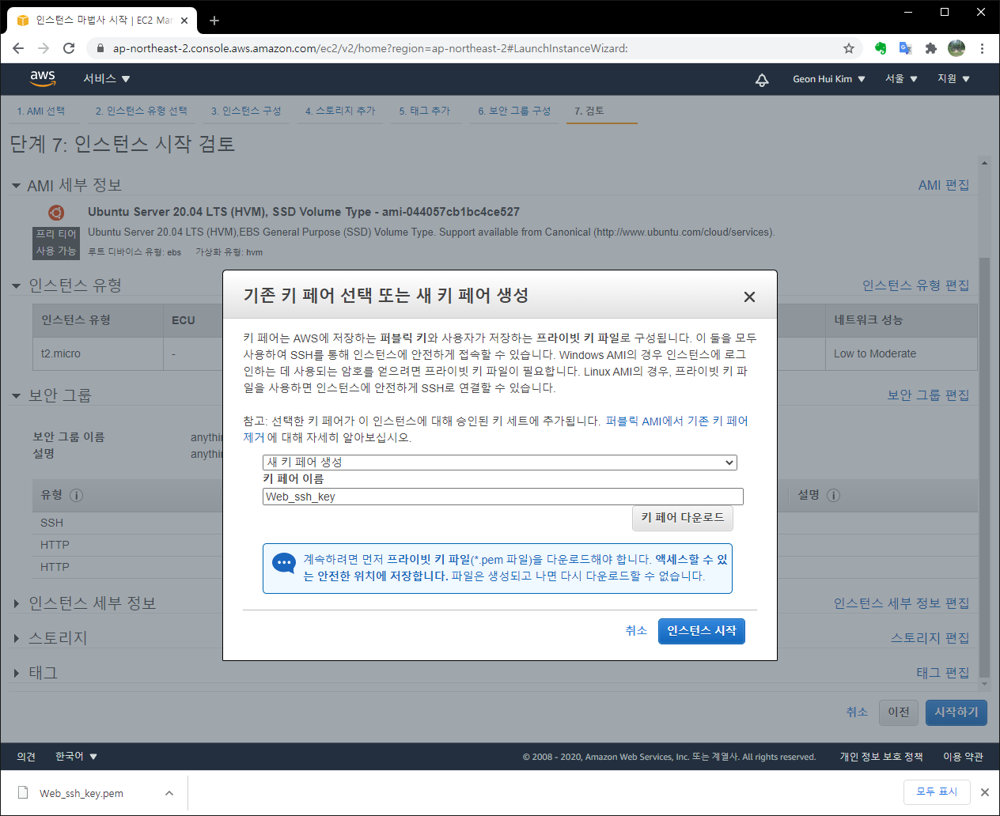 인스턴스 마법사 시작 | EC2 Mar
ap-northeast-2.console.aws.amazon.com/ec2/v2/home?region=ap-northeast-2#LaunchInstanceWizard:
aws 서비스 Geon Hui Kim 서울 지원
1. AMI 선택 2. 인스턴스 유형 선택 3. 인스턴스 구성 4. 스토리지 추가 5. 태그 추가 6. 보안 그룹 구성 7. 검토
단계 7: 인스턴스 시작 검토
AMI 세부 정보 AMI 편집
Ubuntu Server 20.04 LTS (HVM), SSD Volume Type - ami-044057cb1bc4ce527
프리 티어
사용 가능
Ubuntu Server 20.04 LTS (HVM),EBS General Purpose (SSD) Volume Type. Support available from Canonical (http://www.ubuntu.com/cloud/services).
루트 디바이스 유형: ebs 가상화 유형: hvm
인스턴스 유형 인스턴스 유형 편집
인스턴스 유형 ECU 네트워크 성능
t2.micro - Low to Moderate
보안 그룹 보안 그룹 편집
보안 그룹 이름 anythin
설명 anythin
유형 설명
SSH
HTTP
HTTP
인스턴스 세부 정보 인스턴스 세부 정보 편집
스토리지 스토리지 편집
태그 태그 편집
기존 키 페어 선택 또는 새 키 페어 생성
키 페어는 AWS에 저장하는 퍼블릭 키와 사용자가 저장하는 프라이빗 키 파일로 구성됩니다. 이 둘을 모두
사용하여 SSH를 통해 인스턴스에 안전하게 접속할 수 있습니다. Windows AMI의 경우 인스턴스에 로그
인하는 데 사용되는 암호를 얻으려면 프라이빗 키 파일이 필요합니다. Linux AMI의 경우, 프라이빗 키 파
일을 사용하면 인스턴스에 안전하게 SSH로 연결할 수 있습니다.
참고: 선택한 키 페어가 이 인스턴스에 대해 승인된 키 세트에 추가됩니다. 퍼블릭 AMI에서 기존 키 페어
제거에 대해 자세히 알아보십시오.
새 키 페어 생성
키 페어 이름
Web_ssh_key
키 페어 다운로드
계속하려면 먼저 프라이빗 키 파일(*.pem 파일)을 다운로드해야 합니다. 액세스할 수 있
는 안전한 위치에 저장합니다. 파일은 생성되고 나면 다시 다운로드할 수 없습니다.
취소 인스턴스 시작
취소 이전 시작하기
의견 한국어 © 2008 - 2020, Amazon Web Services, Inc. 또는 계열사. All rights reserved. 개인 정보 보호 정책 이용 약관
Web_ssh_key.pem 모두 표시